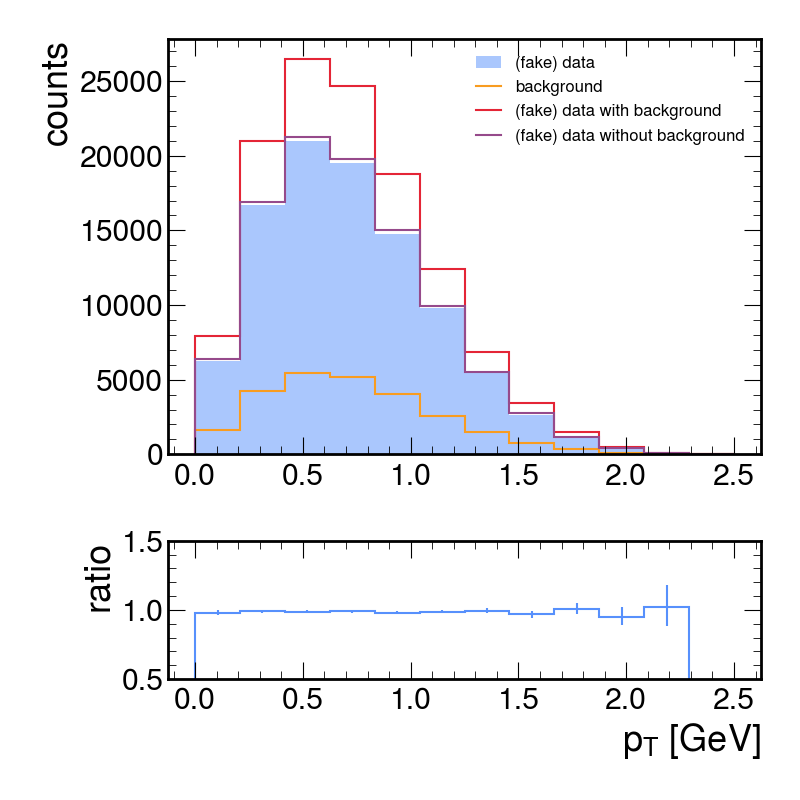 counts
25000
20000
15000
10000
5000
0
(fake) data
background
(fake) data with background
(fake) data without background
0.0 0.5 1.0 1.5 2.0 2.5
ratio
1.5
1.0
0.5
0.0 0.5 1.0 1.5 2.0 2.5
pT [GeV]